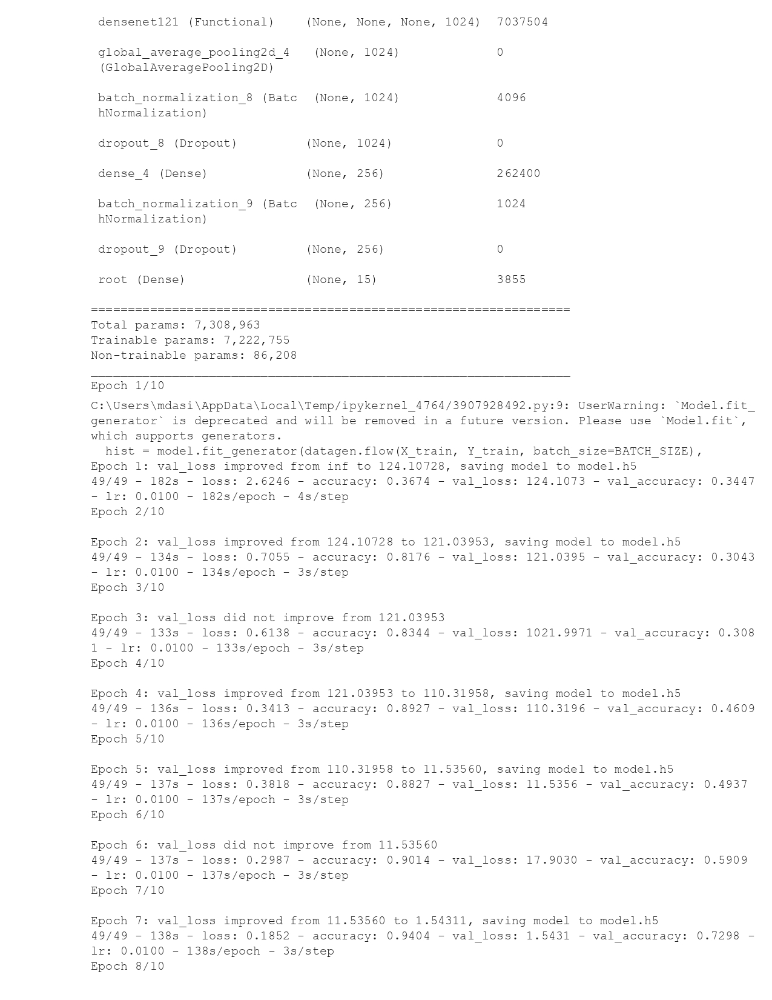 densenet121 (Functional)    (None, None, None, 1024)  7037504
global_average_pooling2d_4   (None, 1024)             0
(GlobalAveragePooling2D)
batch_normalization_8 (Batc  (None, 1024)             4096
hNormalization)
dropout_8 (Dropout)         (None, 1024)              0
dense_4 (Dense)             (None, 256)               262400
batch_normalization_9 (Batc  (None, 256)              1024
hNormalization)
dropout_9 (Dropout)         (None, 256)               0
root (Dense)                (None, 15)                3855
=================================================================
Total params: 7,308,963
Trainable params: 7,222,755
Non-trainable params: 86,208
_________________________________________________________________
Epoch 1/10
C:\Users\mdasi\AppData\Local\Temp/ipykernel_4764/3907928492.py:9: UserWarning: `Model.fit_
generator` is deprecated and will be removed in a future version. Please use `Model.fit`,
which supports generators.
  hist = model.fit_generator(datagen.flow(X_train, Y_train, batch_size=BATCH_SIZE),
Epoch 1: val_loss improved from inf to 124.10728, saving model to model.h5
49/49 - 182s - loss: 2.6246 - accuracy: 0.3674 - val_loss: 124.1073 - val_accuracy: 0.3447
- lr: 0.0100 - 182s/epoch - 4s/step
Epoch 2/10
Epoch 2: val_loss improved from 124.10728 to 121.03953, saving model to model.h5
49/49 - 134s - loss: 0.7055 - accuracy: 0.8176 - val_loss: 121.0395 - val_accuracy: 0.3043
- lr: 0.0100 - 134s/epoch - 3s/step
Epoch 3/10
Epoch 3: val_loss did not improve from 121.03953
49/49 - 133s - loss: 0.6138 - accuracy: 0.8344 - val_loss: 1021.9971 - val_accuracy: 0.308
1 - lr: 0.0100 - 133s/epoch - 3s/step
Epoch 4/10
Epoch 4: val_loss improved from 121.03953 to 110.31958, saving model to model.h5
49/49 - 136s - loss: 0.3413 - accuracy: 0.8927 - val_loss: 110.3196 - val_accuracy: 0.4609
- lr: 0.0100 - 136s/epoch - 3s/step
Epoch 5/10
Epoch 5: val_loss improved from 110.31958 to 11.53560, saving model to model.h5
49/49 - 137s - loss: 0.3818 - accuracy: 0.8827 - val_loss: 11.5356 - val_accuracy: 0.4937
- lr: 0.0100 - 137s/epoch - 3s/step
Epoch 6/10
Epoch 6: val_loss did not improve from 11.53560
49/49 - 137s - loss: 0.2987 - accuracy: 0.9014 - val_loss: 17.9030 - val_accuracy: 0.5909
- lr: 0.0100 - 137s/epoch - 3s/step
Epoch 7/10
Epoch 7: val_loss improved from 11.53560 to 1.54311, saving model to model.h5
49/49 - 138s - loss: 0.1852 - accuracy: 0.9404 - val_loss: 1.5431 - val_accuracy: 0.7298 -
lr: 0.0100 - 138s/epoch - 3s/step
Epoch 8/10